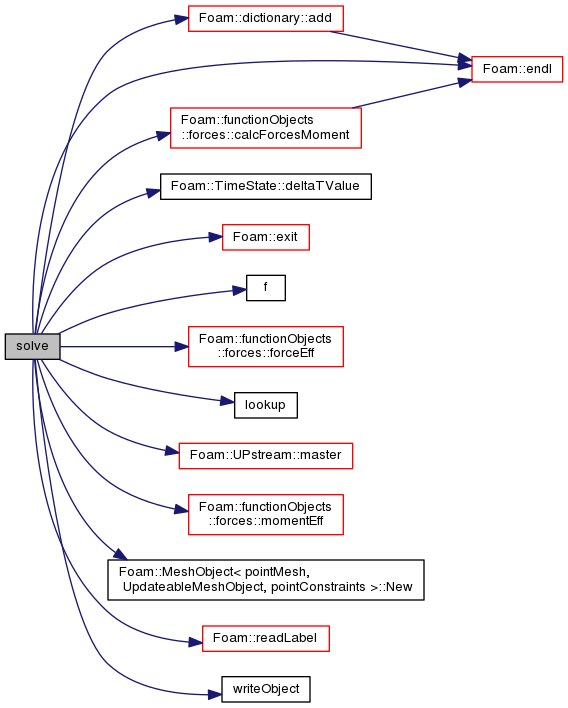 Foam::dictionary::add
Foam::endl
Foam::functionObjects
::forces::calcForcesMoment
Foam::TimeState::deltaTValue
Foam::exit
f
solve
Foam::functionObjects
::forces::forceEff
lookup
Foam::UPstream::master
Foam::functionObjects
::forces::momentEff
Foam::MeshObject< pointMesh,
UpdateableMeshObject, pointConstraints >::New
Foam::readLabel
writeObject